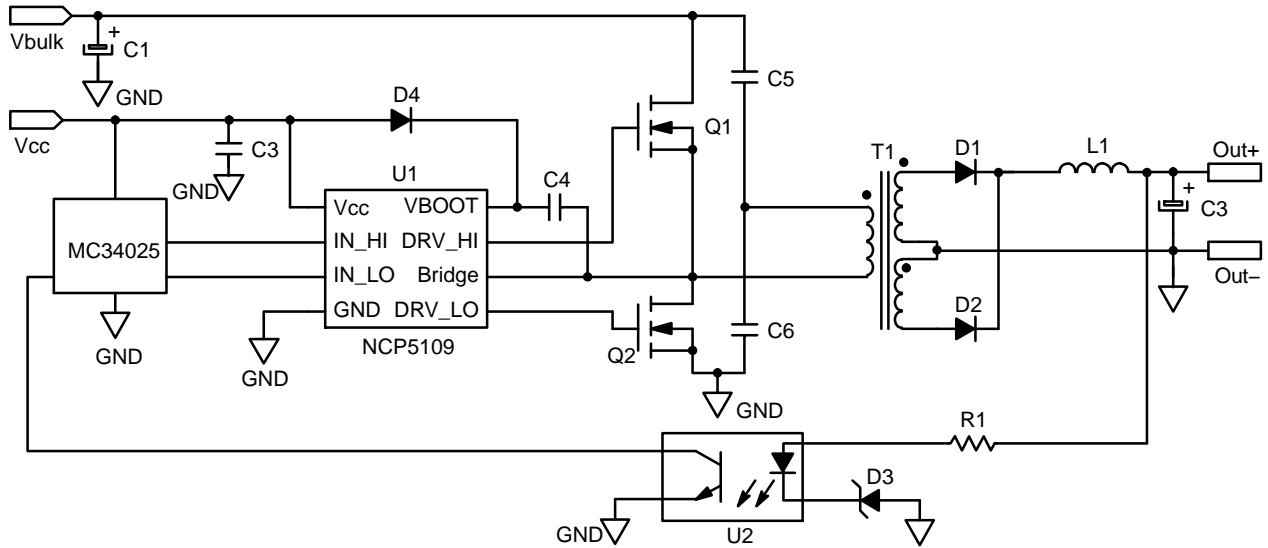 Vbulk
+
C1
GND
C5
D4
Q1
Vcc
C3
GND
D1
L1
Out+
T1
U1
C4
+
C3
Vcc
VBOOT
MC34025
IN_HI
DRV_HI
IN_LO
Bridge
Out–
GND
DRV_LO
D2
C6
GND
NCP5109
Q2
GND
GND
R1
D3
GND
U2